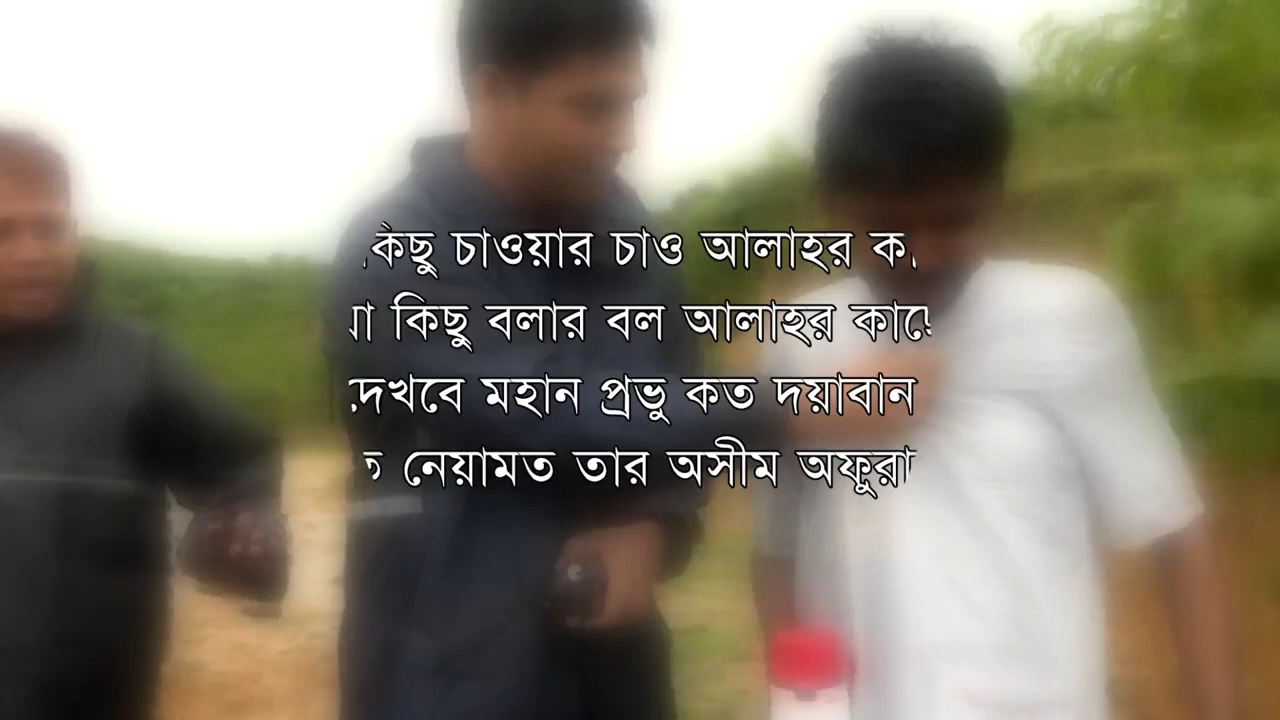 কিছু চাওয়ার চাও আলাহর
কিছু বলার বল আলাহর কাছে
দেখবে মহান প্রভু কত দয়াবান
নেয়ামত তার অসীম